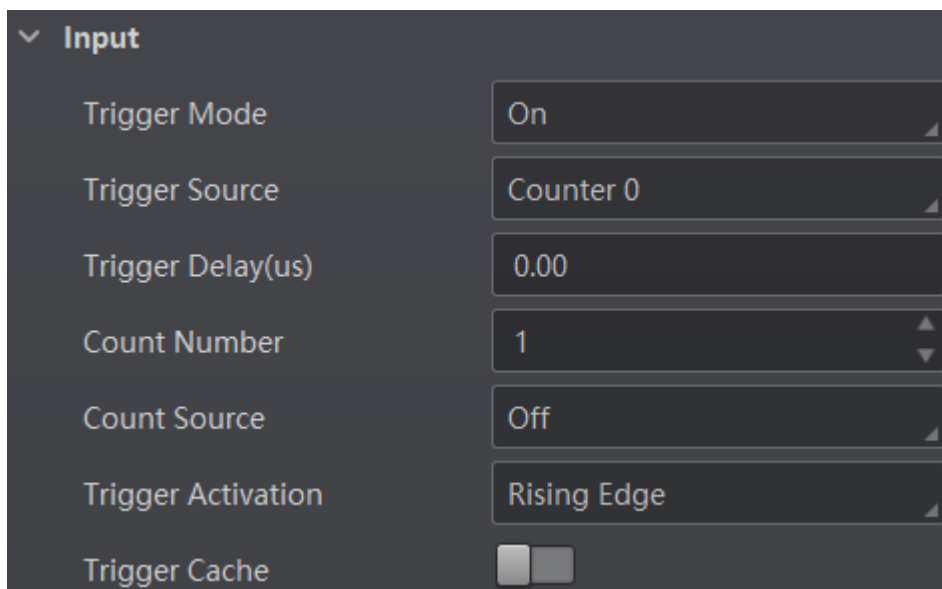 Input
Trigger Mode On
Trigger Source Counter 0
Trigger Delay(us) 0.00
Count Number 1
Count Source Off
Trigger Activation Rising Edge
Trigger Cache